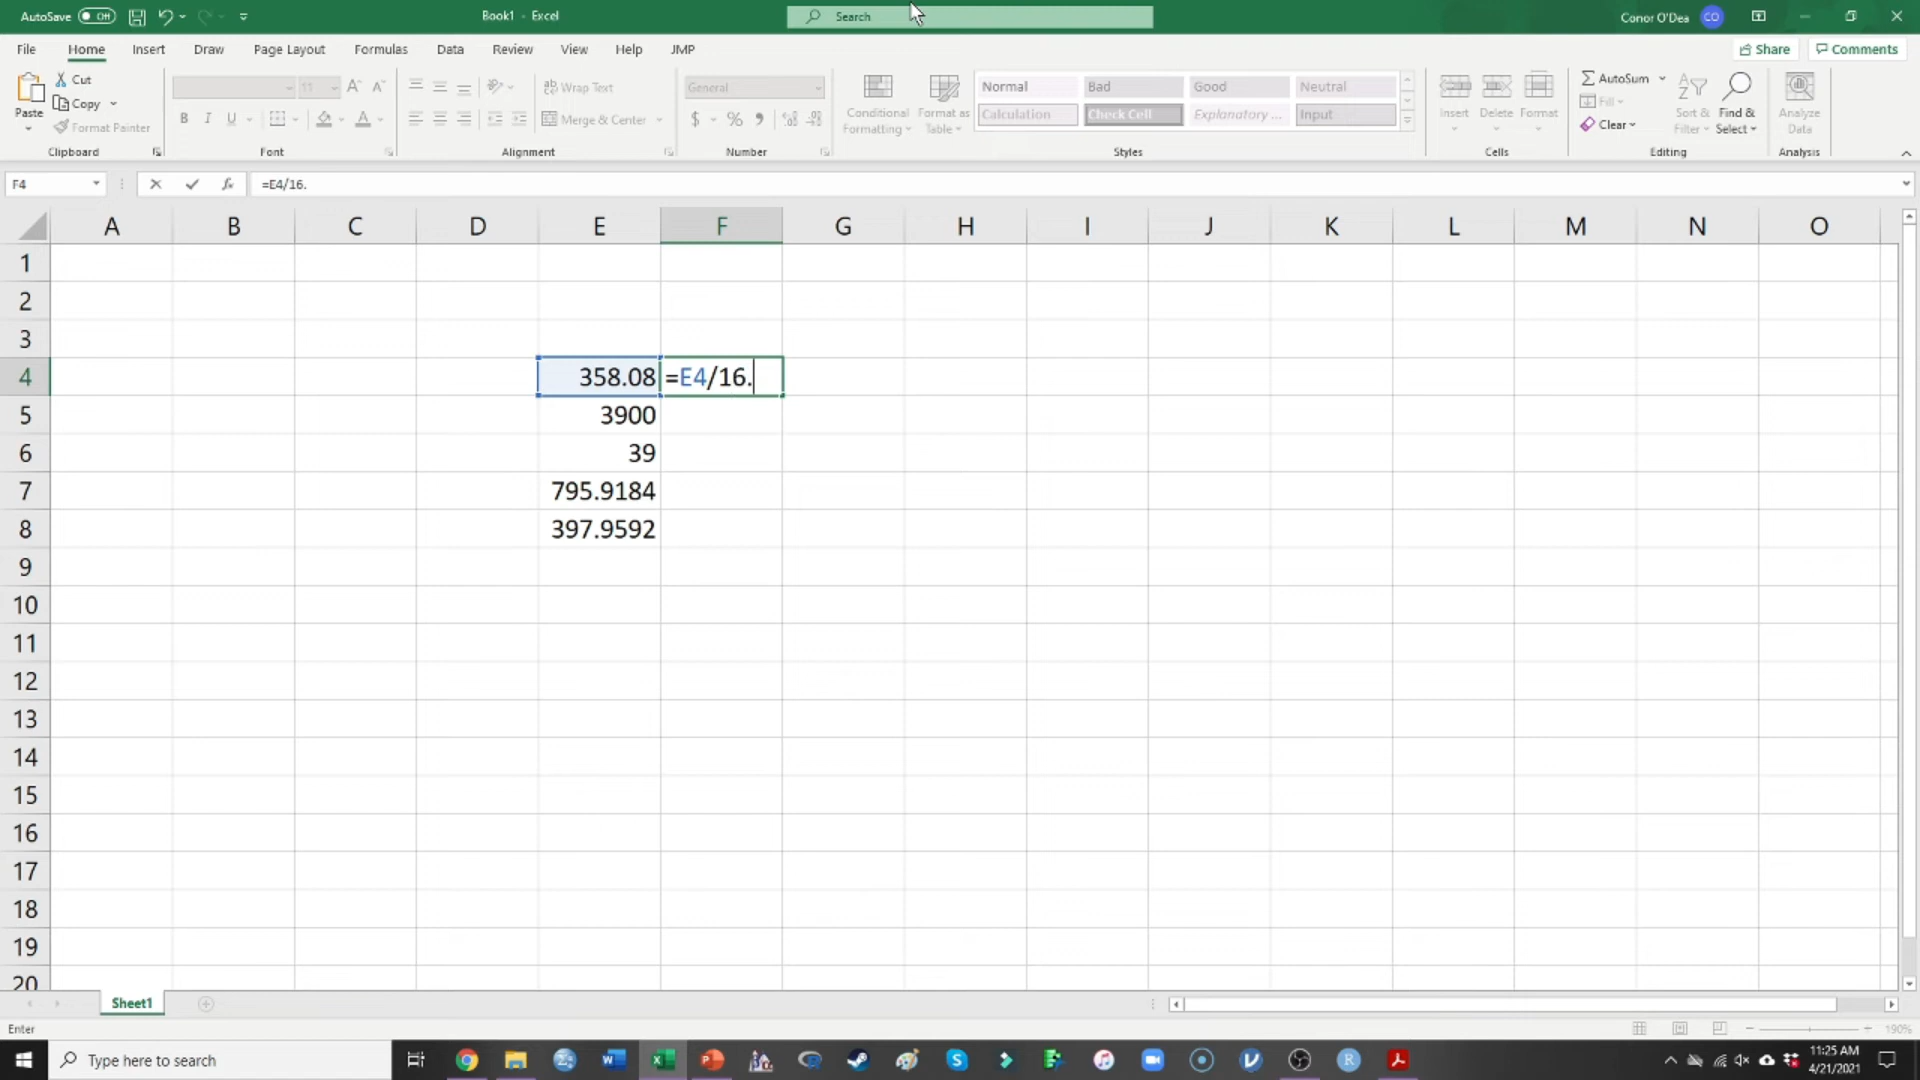 AutoSave Off Book1 - Excel Search Conor O'Dea CO
File Home Insert Draw Page Layout Formulas Data Review View Help JMP Share Comments
Paste Cut Copy Format Painter Clipboard
11 A A B I U A Font
Wrap Text Merge & Center Alignment
General $ % Number
Conditional Formatting Format as Table
Normal Bad Good Neutral
Calculation Check Cell Explanatory ... Input
Styles
Insert Delete Format Cells
AutoSum Fill Clear Sort & Filter Find & Select Editing
Analyze Data Analysis
F4 fx =E4/16.
A B C D E F G H I J K L M N O
1
2
3
4 358.08 =E4/16.
5 3900
6 39
7 795.9184
8 397.9592
9
10
11
12
13
14
15
16
17
18
19
20
Sheet1
Enter 190%
Type here to search 11:25 AM
4/21/2021